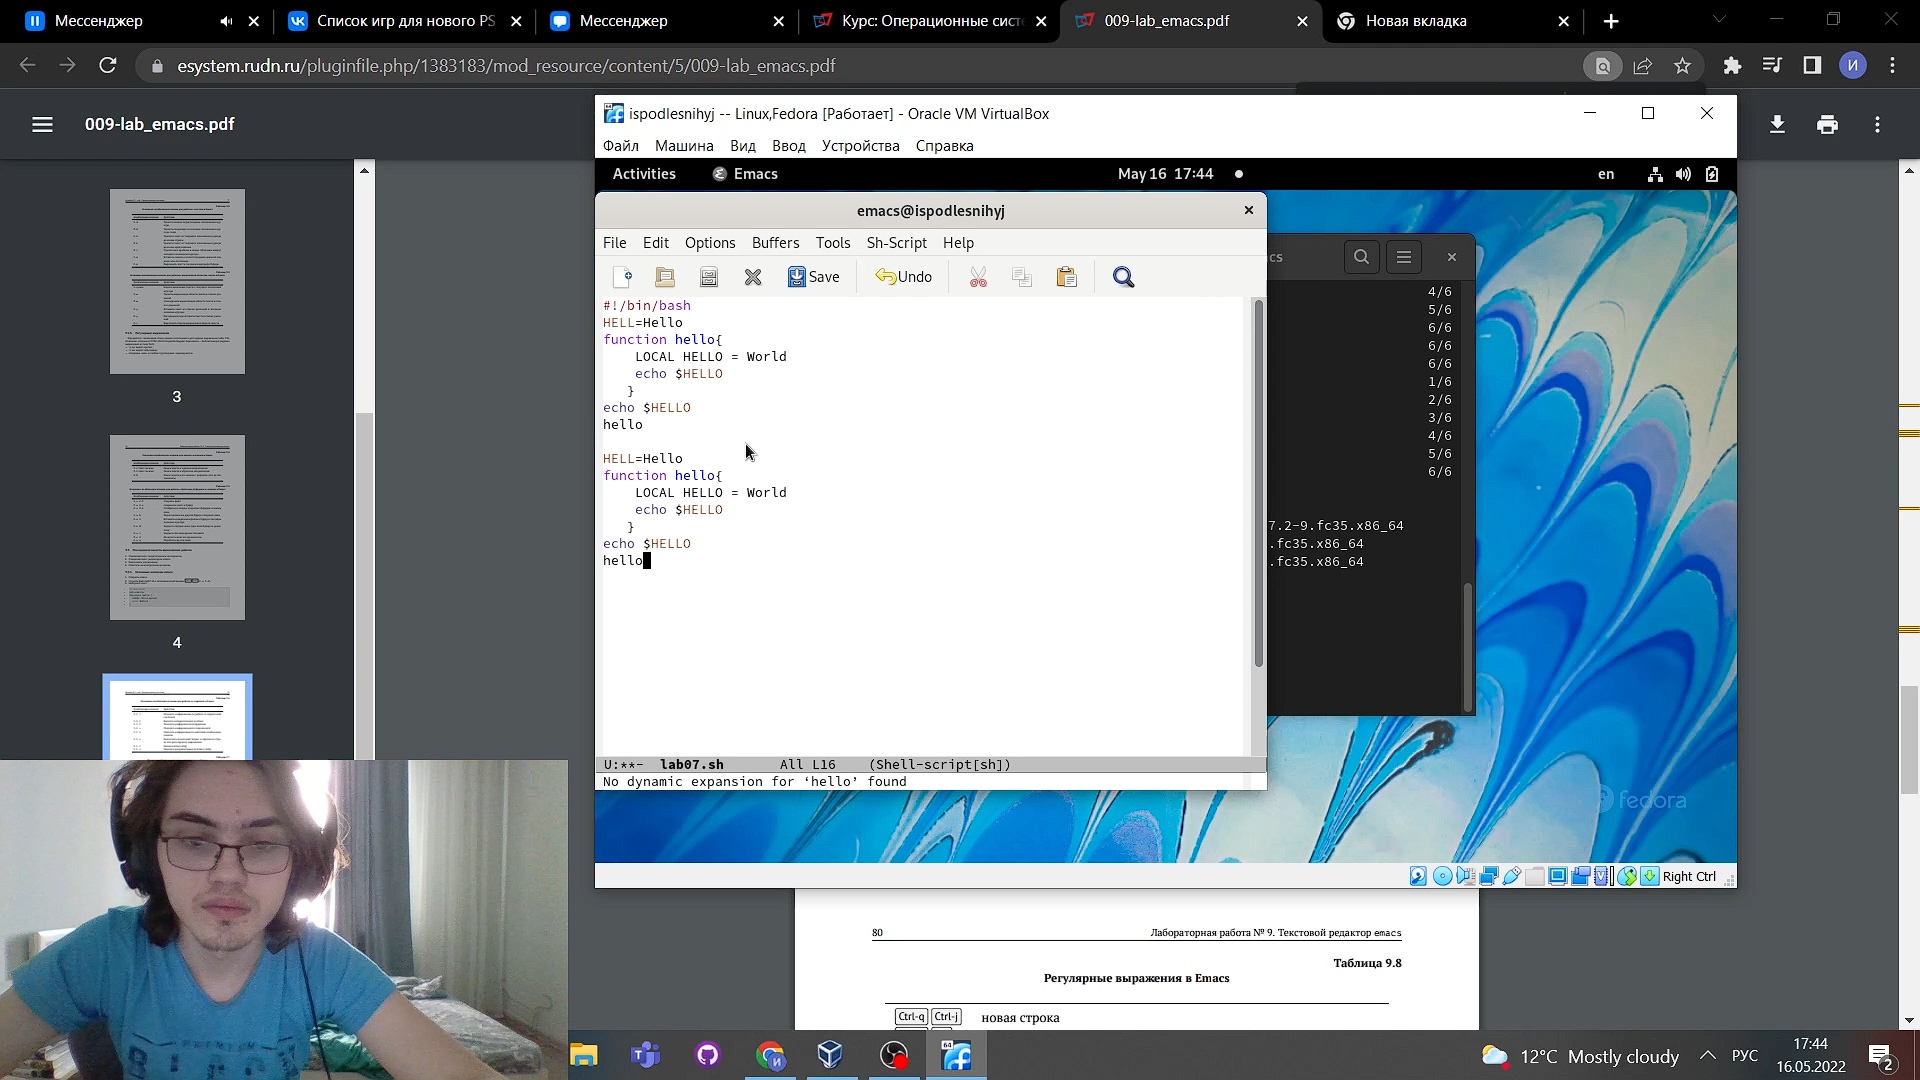 Мессенджер
Список игр для нового PS
Мессенджер
Курс: Операционные сист
009-lab_emacs.pdf
Новая вкладка
esystem.rudn.ru/pluginfile.php/1383183/mod_resource/content/5/009-lab_emacs.pdf
И
009-lab_emacs.pdf
3
4
ispodlesnihyj -- Linux,Fedora [Работает] - Oracle VM VirtualBox
Файл Машина Вид Ввод Устройства Справка
Activities Emacs May 16 17:44 en
emacs@ispodlesnihyj
File Edit Options Buffers Tools Sh-Script Help
Save Undo
#!/bin/bash
HELL=Hello
function hello{
    LOCAL HELLO = World
    echo $HELLO
   }
echo $HELLO
hello
HELL=Hello
function hello{
    LOCAL HELLO = World
    echo $HELLO
   }
echo $HELLO
hello
U:**- lab07.sh All L16 (Shell-script[sh])
No dynamic expansion for ‘hello’ found
cs
4/6
5/6
6/6
6/6
6/6
1/6
2/6
3/6
4/6
5/6
6/6
7.2-9.fc35.x86_64
.fc35.x86_64
.fc35.x86_64
fedora
Right Ctrl
80 Лабораторная работа № 9. Текстовой редактор emacs
Таблица 9.8
Регулярные выражения в Emacs
Ctrl-q Ctrl-j новая строка
64
12°C Mostly cloudy
РУС
17:44
16.05.2022
2